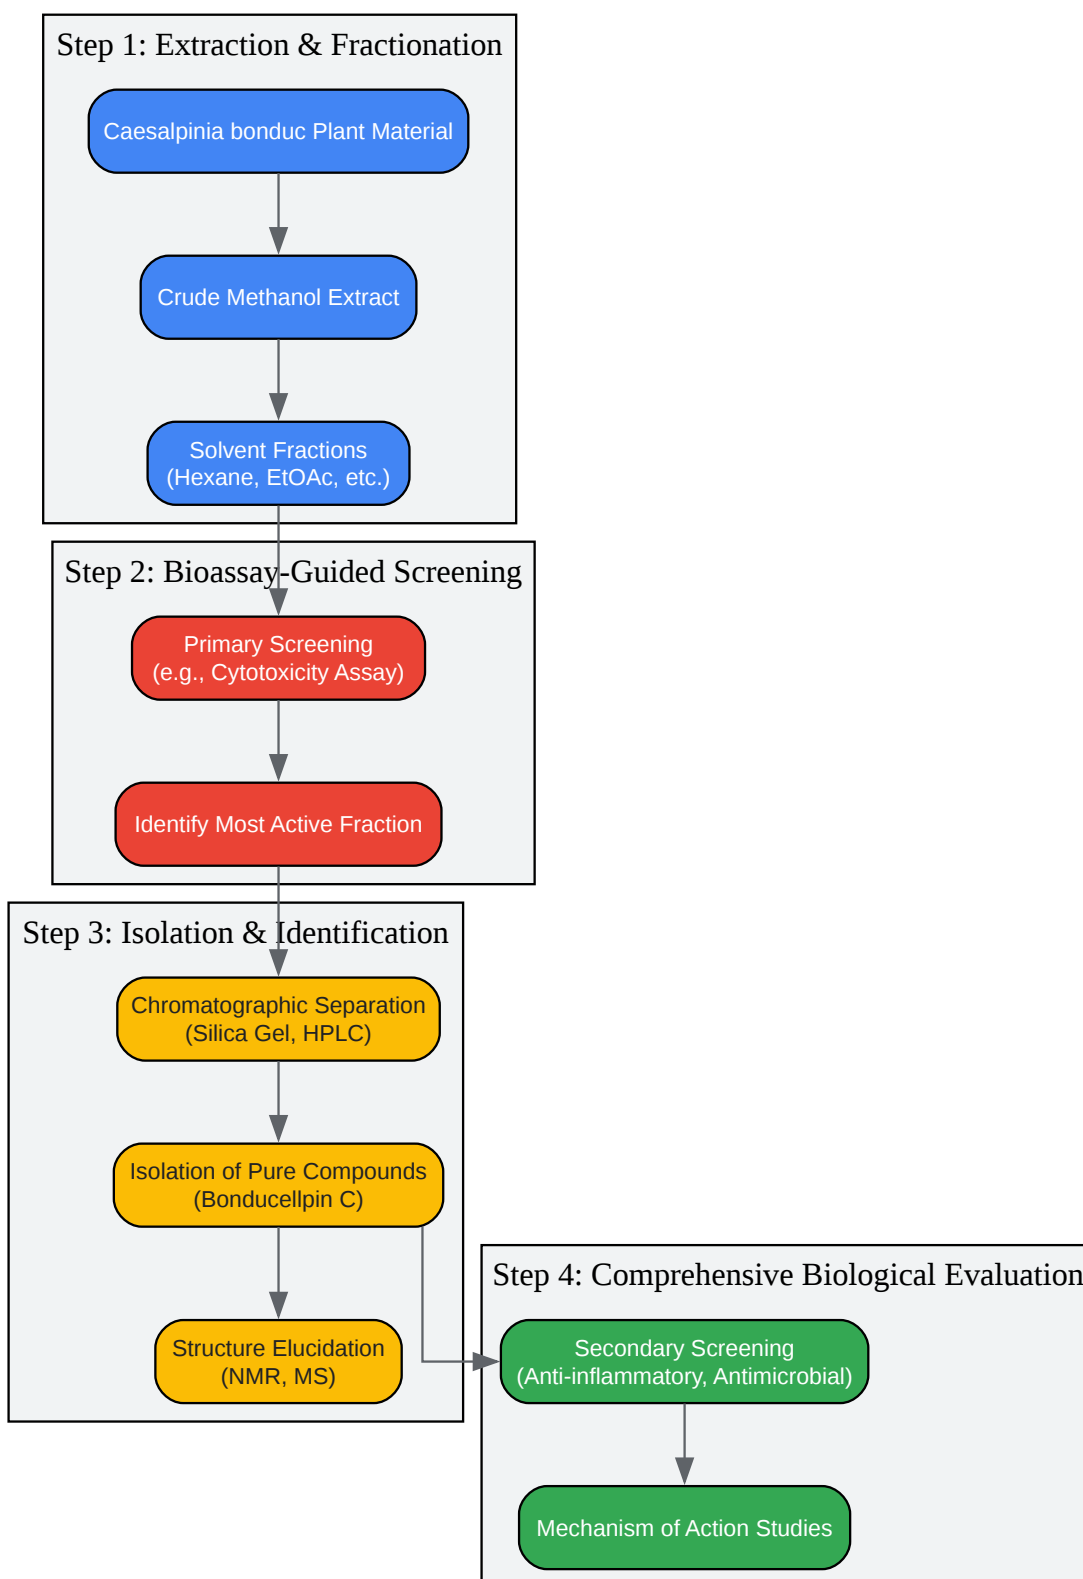 Step 1: Extraction & Fractionation
Caesalpinia bonduc Plant Material
Crude Methanol Extract
Solvent Fractions
(Hexane, EtOAc, etc.)
Step 2: Bioassay-Guided Screening
Primary Screening
(e.g., Cytotoxicity Assay)
Identify Most Active Fraction
Step 3: Isolation & Identification
Chromatographic Separation
(Silica Gel, HPLC)
Isolation of Pure Compounds
(Bonducellpin C)
Structure Elucidation
(NMR, MS)
Step 4: Comprehensive Biological Evaluation
Secondary Screening
(Anti-inflammatory, Antimicrobial)
Mechanism of Action Studies